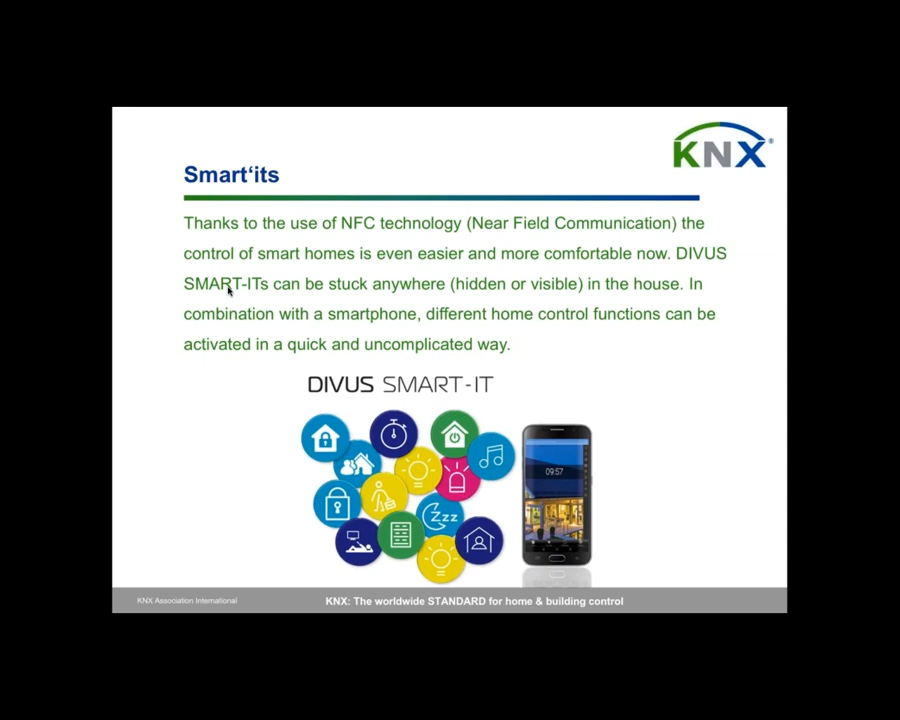 KNX®
Smart‘its
Thanks to the use of NFC technology (Near Field Communication) the
control of smart homes is even easier and more comfortable now. DIVUS
SMART-ITs can be stuck anywhere (hidden or visible) in the house. In
combination with a smartphone, different home control functions can be
activated in a quick and uncomplicated way.
DIVUS SMART-IT
Zzz
09:57
KNX Association International
KNX: The worldwide STANDARD for home & building control